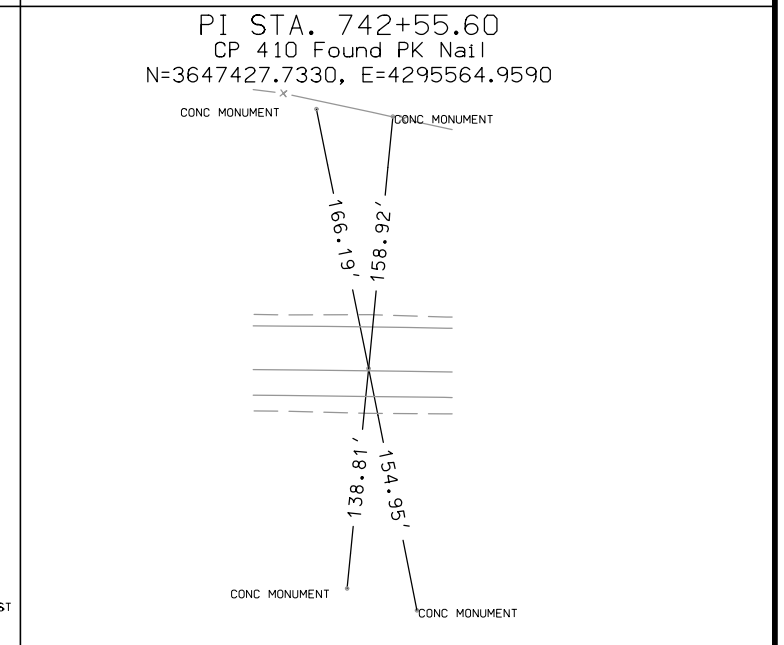 PI STA. 742+55.60
CP 410 Found PK Nail
N=3647427.7330, E=4295564.9590
x
CONC MONUMENT
CONC MONUMENT
166.19'
158.92'
138.81'
154.95'
CONC MONUMENT
CONC MONUMENT
ST